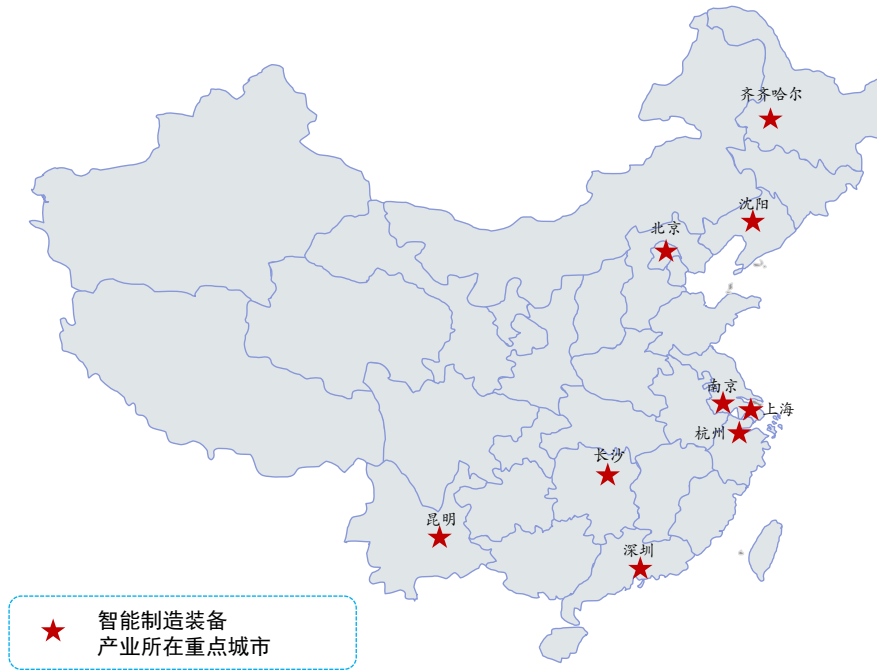 齐齐哈尔
沈阳
北京
南京
上海
杭州
长沙
昆明
深圳
智能制造装备
产业所在重点城市